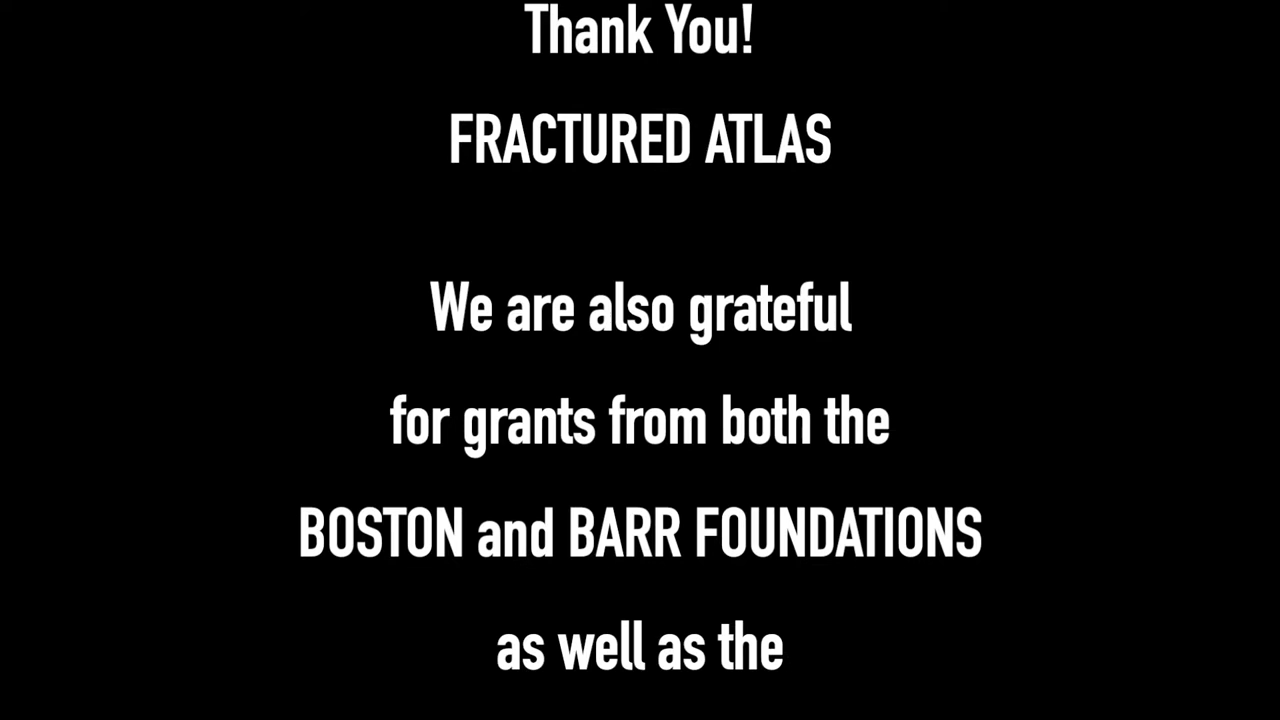 Thank You!
FRACTURED ATLAS
We are also grateful
for grants from both the
BOSTON and BARR FOUNDATIONS
as well as the